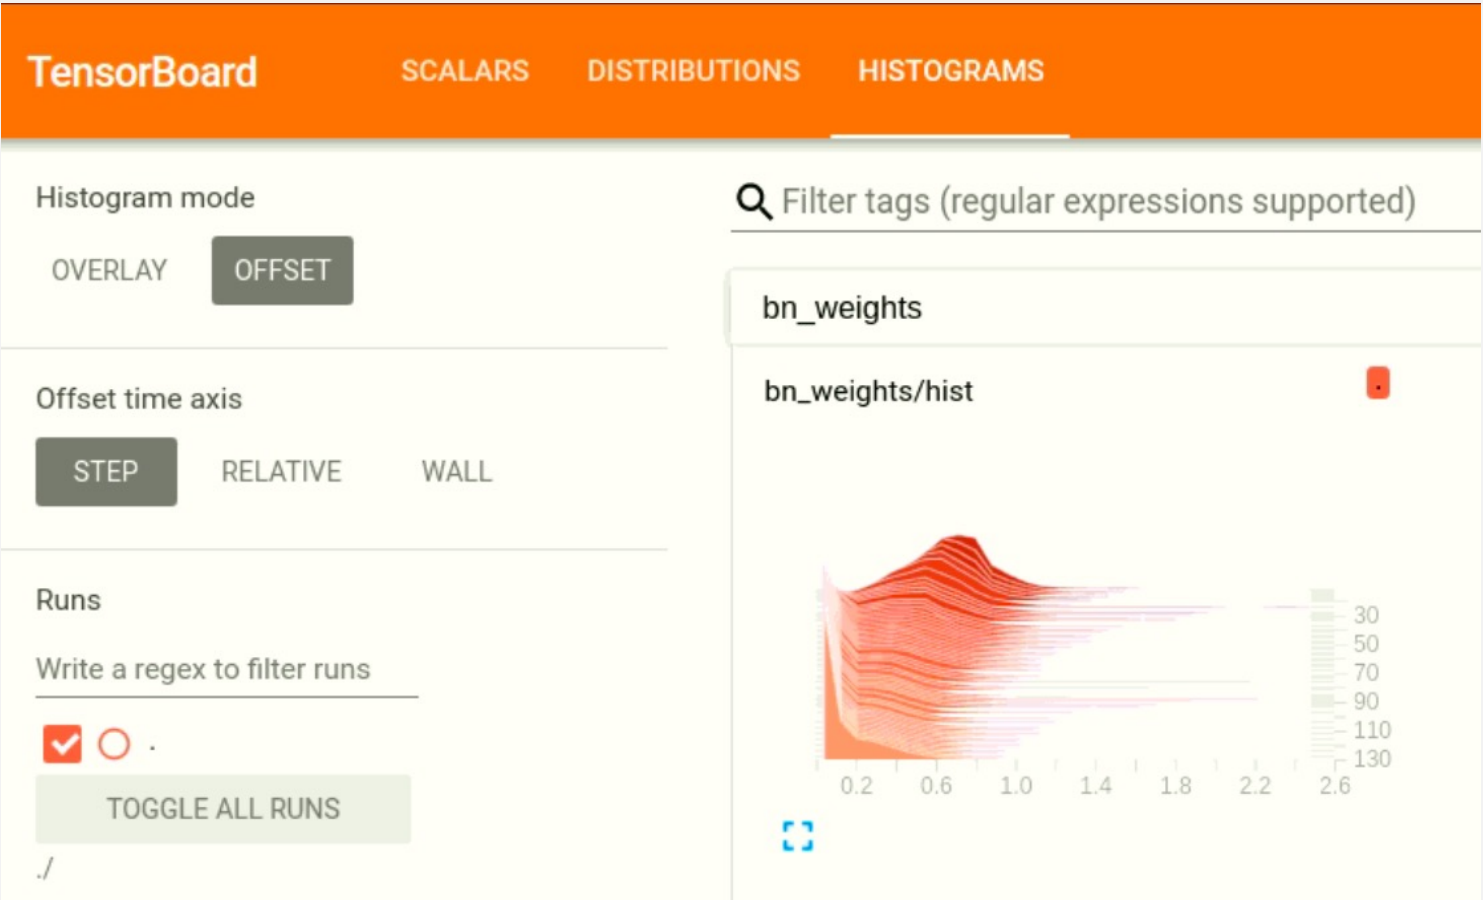 TensorBoard SCALARS DISTRIBUTIONS HISTOGRAMS
Histogram mode
OVERLAY OFFSET
Offset time axis
STEP RELATIVE WALL
Runs
Write a regex to filter runs
.
TOGGLE ALL RUNS
./
Filter tags (regular expressions supported)
bn_weights
bn_weights/hist
.
30
50
70
90
110
130
0.2 0.6 1.0 1.4 1.8 2.2 2.6